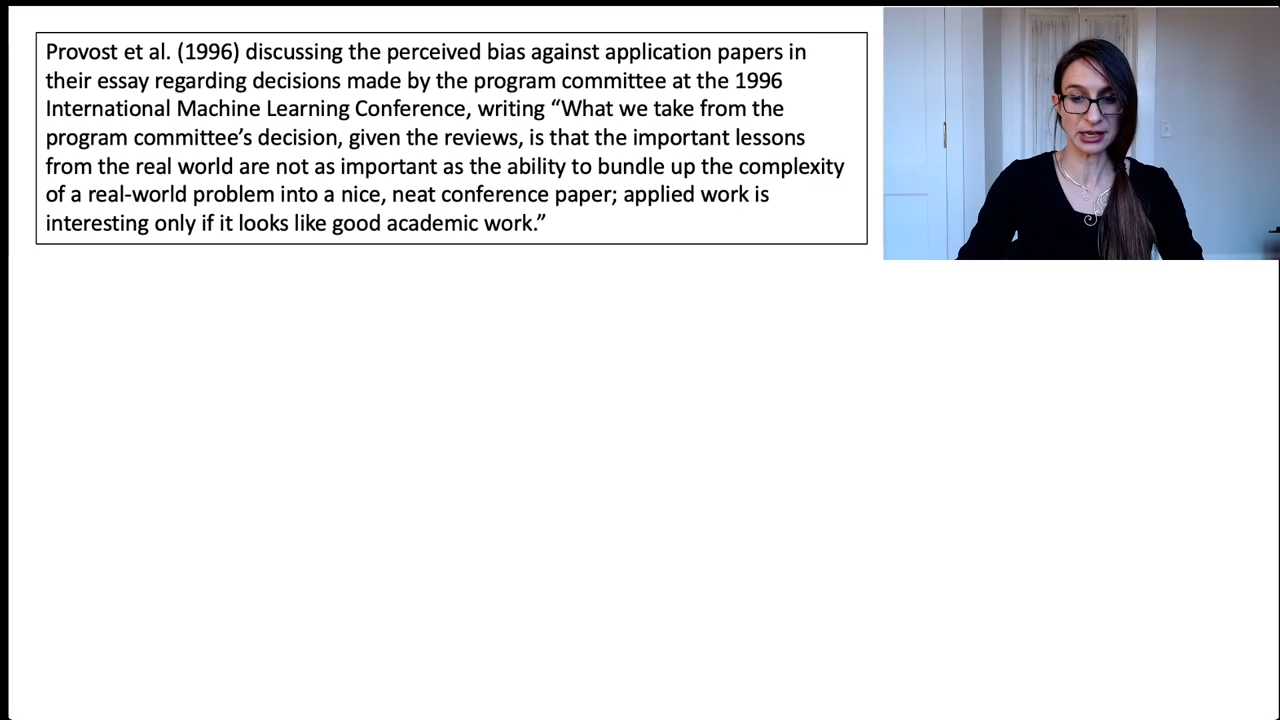 Provost et al. (1996) discussing the perceived bias against application papers in
their essay regarding decisions made by the program committee at the 1996
International Machine Learning Conference, writing “What we take from the
program committee’s decision, given the reviews, is that the important lessons
from the real world are not as important as the ability to bundle up the complexity
of a real-world problem into a nice, neat conference paper; applied work is
interesting only if it looks like good academic work.”